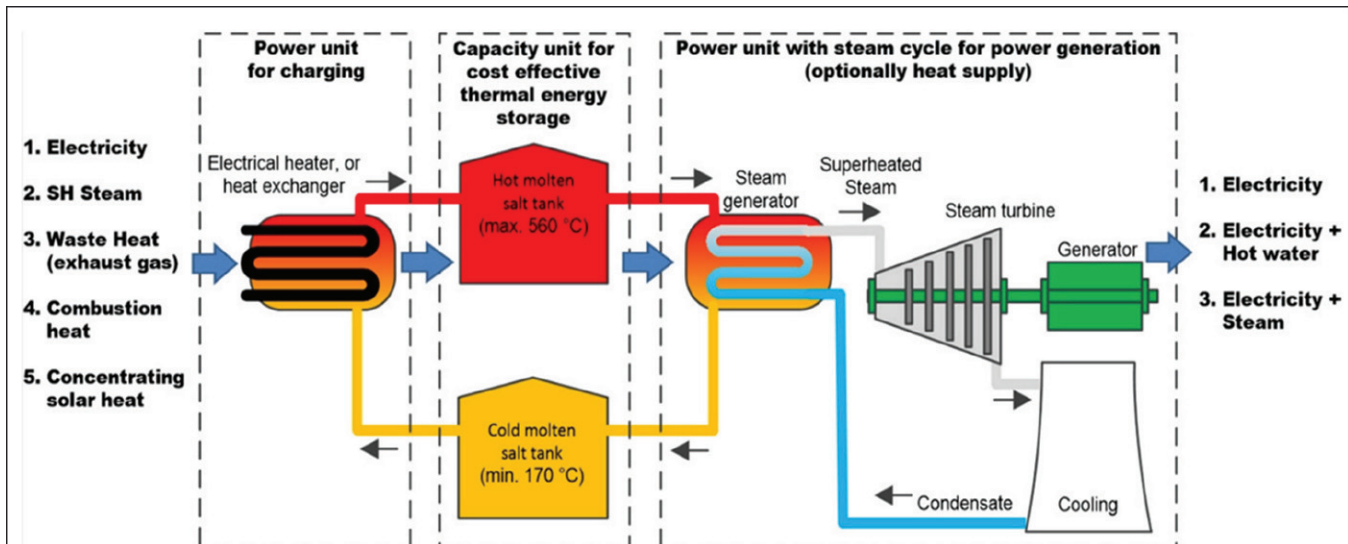 Power unit
for charging
Capacity unit for
cost effective
thermal energy
storage
Power unit with steam cycle for power generation
(optionally heat supply)
1. Electricity
2. SH Steam
3. Waste Heat
(exhaust gas)
4. Combustion
heat
5. Concentrating
solar heat
Electrical heater, or
heat exchanger
Hot molten
salt tank
(max. 560 °C)
Cold molten
salt tank
(min. 170 °C)
Steam
generator
Superheated
Steam
Steam turbine
Generator
Condensate
Cooling
1. Electricity
2. Electricity +
Hot water
3. Electricity +
Steam